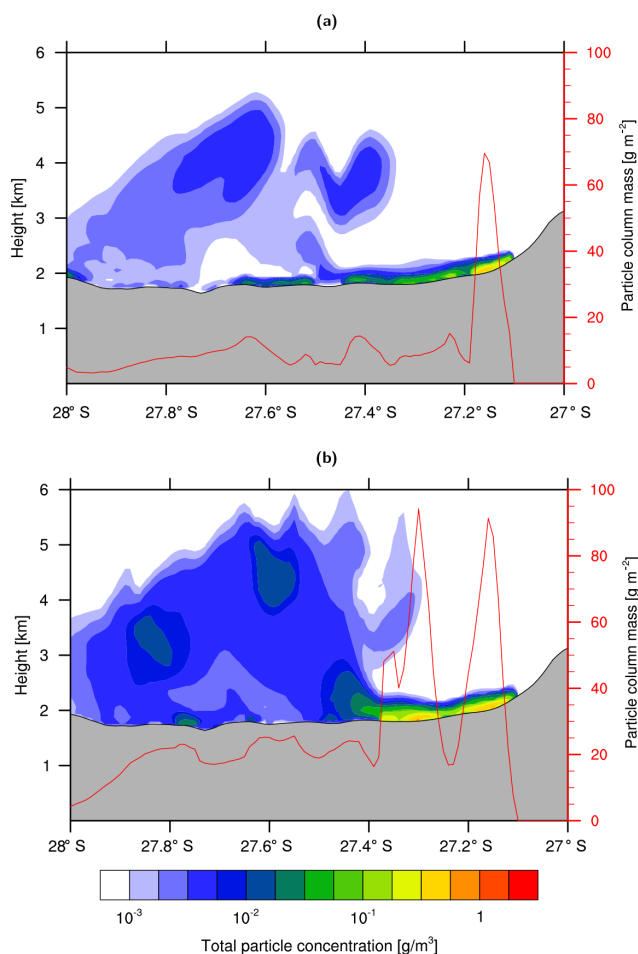 (a)
6
5
4
3
2
1
Height [km]
100
80
60
40
20
0
Particle column mass [g m⁻²]
28° S 27.8° S 27.6° S 27.4° S 27.2° S 27° S
(b)
6
5
4
3
2
1
Height [km]
100
80
60
40
20
0
Particle column mass [g m⁻²]
28° S 27.8° S 27.6° S 27.4° S 27.2° S 27° S
10⁻³ 10⁻² 10⁻¹ 1
Total particle concentration [g/m³]